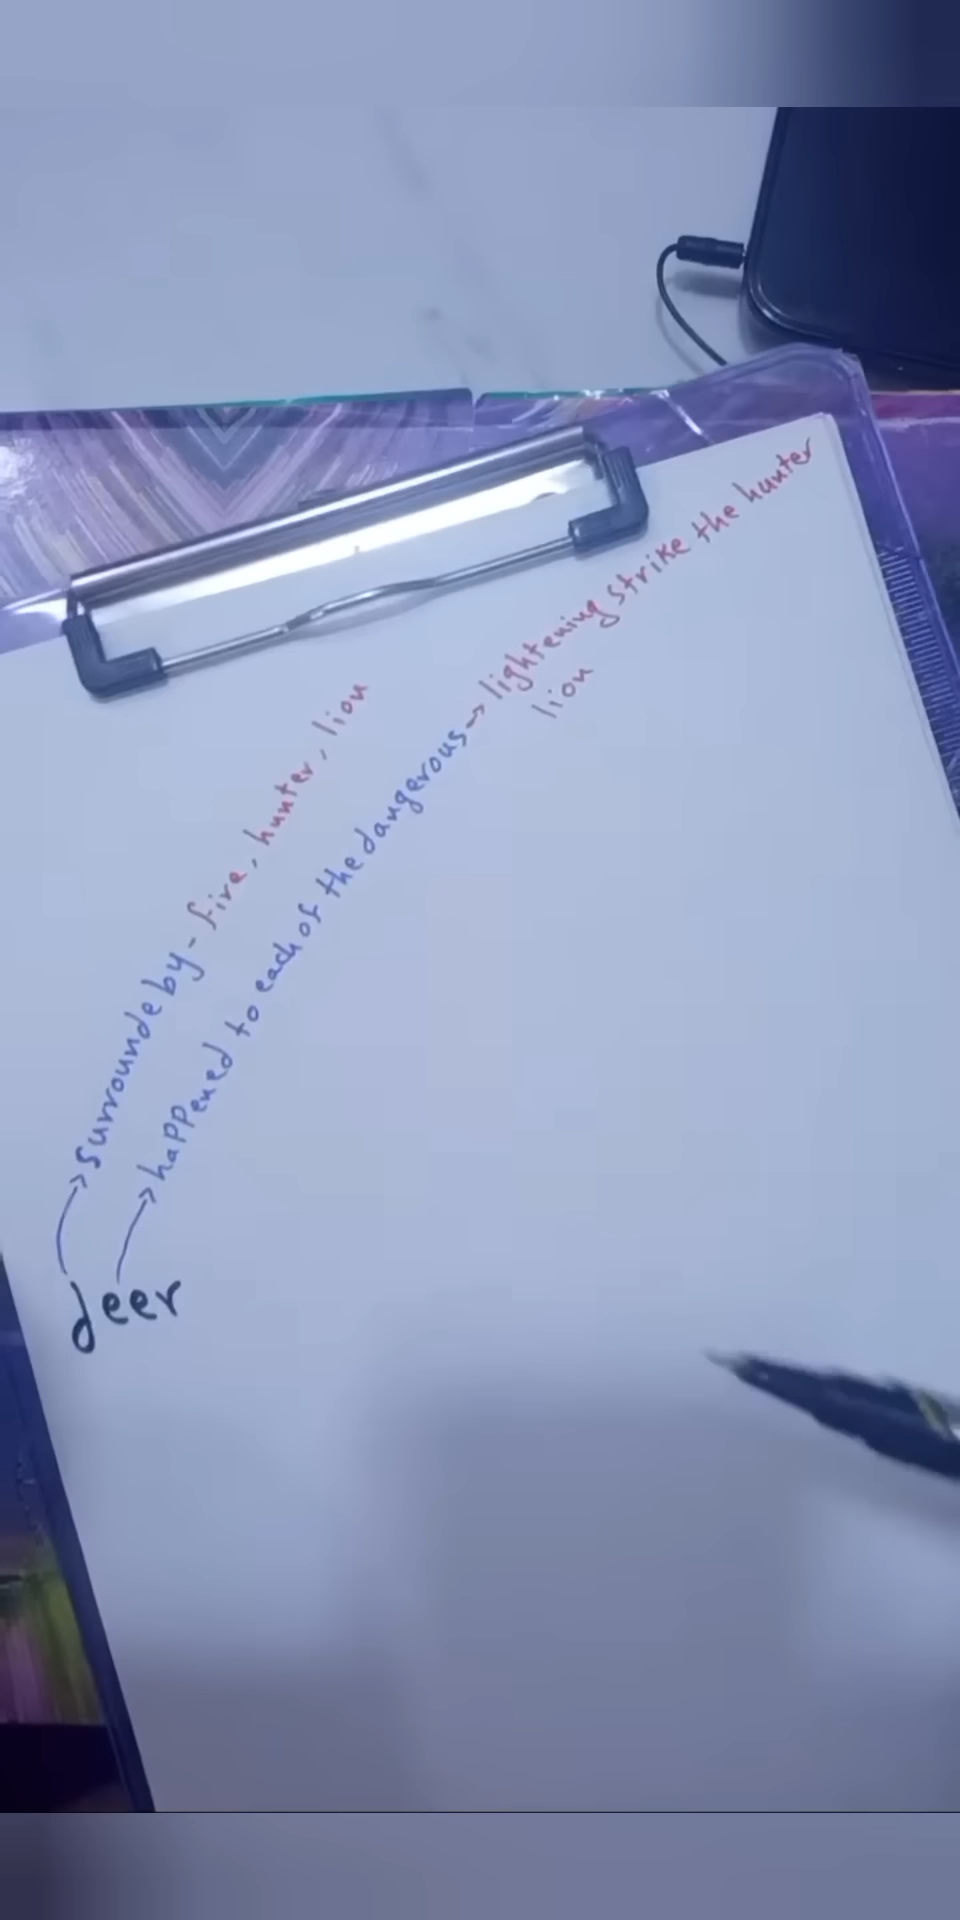 surrounde by - fire, hunter, lion
happened to each of the dangerous → lightening strike the hunter
lion
deer